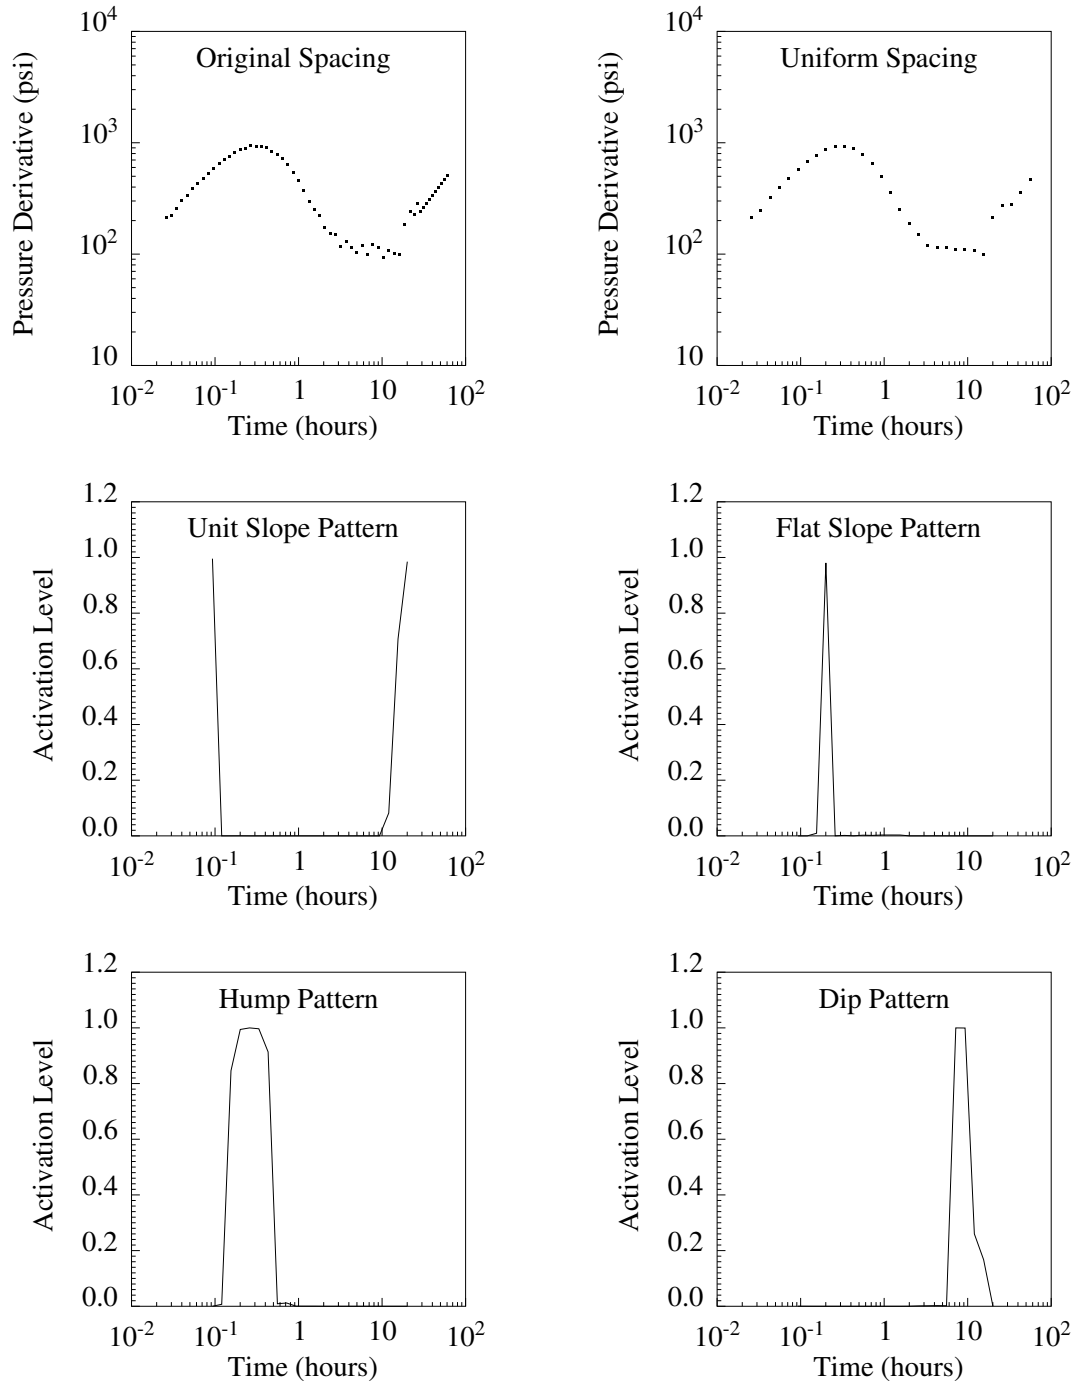 10^4
10^3
10^2
10
Pressure Derivative (psi)
Original Spacing
10^-2 10^-1 1 10 10^2
Time (hours)
10^4
10^3
10^2
10
Pressure Derivative (psi)
Uniform Spacing
10^-2 10^-1 1 10 10^2
Time (hours)
1.2
1.0
0.8
0.6
0.4
0.2
0.0
Activation Level
Unit Slope Pattern
10^-2 10^-1 1 10 10^2
Time (hours)
1.2
1.0
0.8
0.6
0.4
0.2
0.0
Activation Level
Flat Slope Pattern
10^-2 10^-1 1 10 10^2
Time (hours)
1.2
1.0
0.8
0.6
0.4
0.2
0.0
Activation Level
Hump Pattern
10^-2 10^-1 1 10 10^2
Time (hours)
1.2
1.0
0.8
0.6
0.4
0.2
0.0
Activation Level
Dip Pattern
10^-2 10^-1 1 10 10^2
Time (hours)